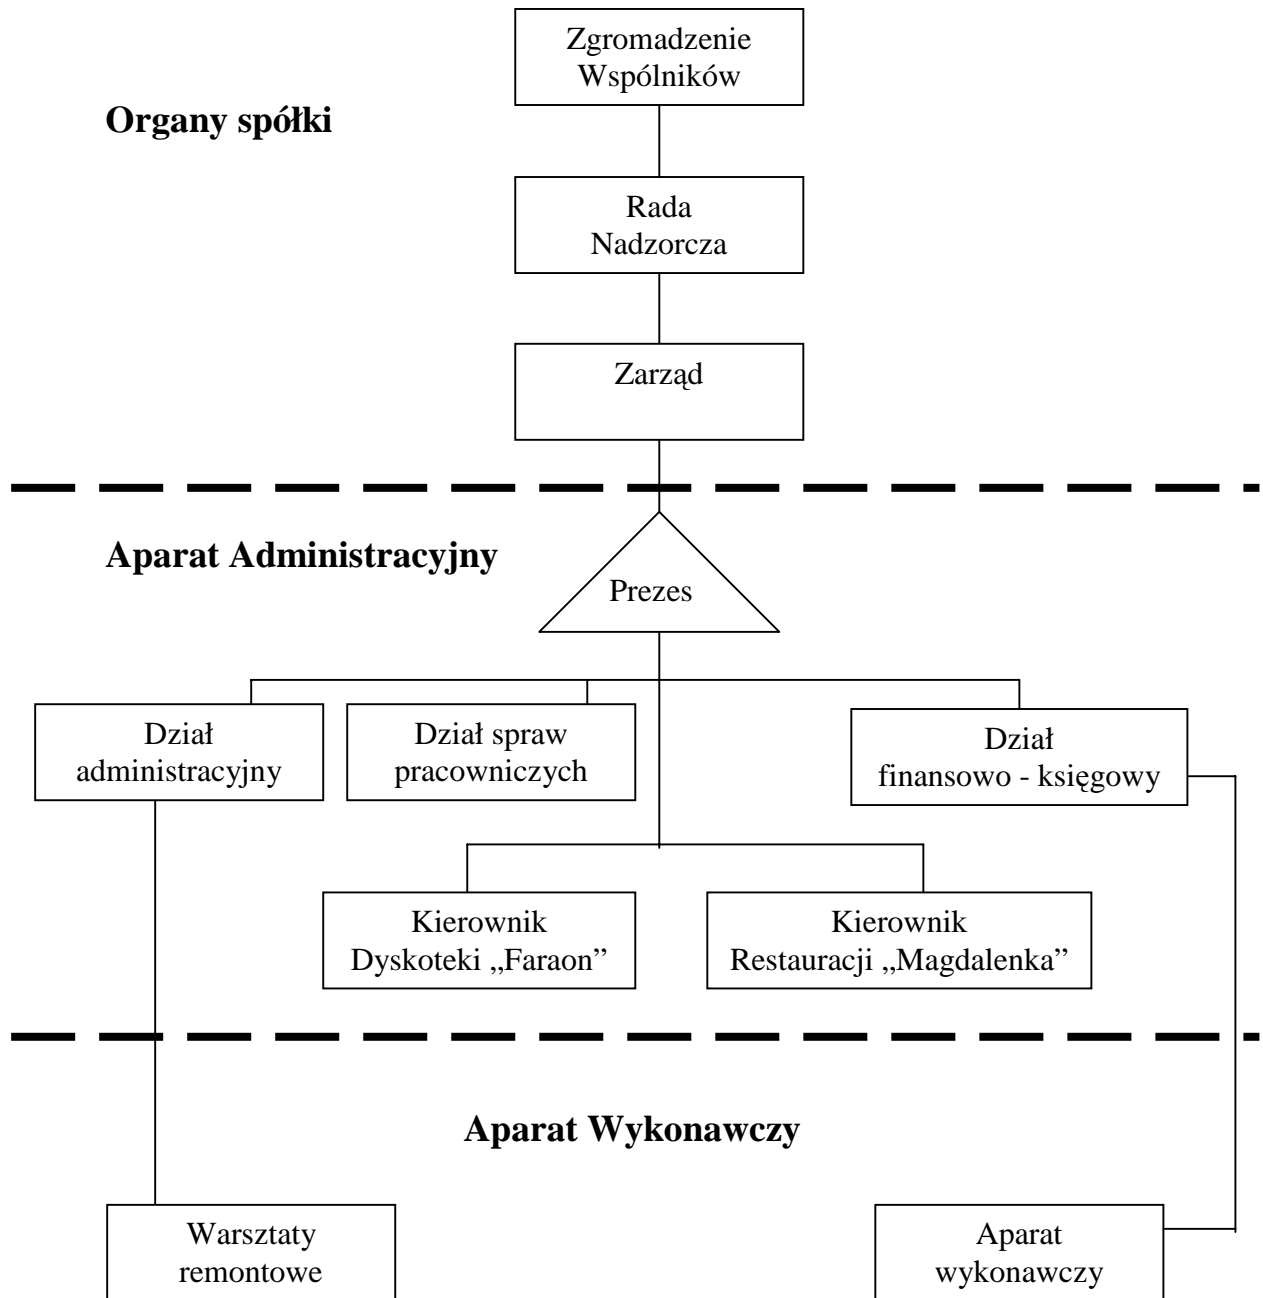 Zgromadzenie
Wspólników
Organy spółki
Rada
Nadzorcza
Zarząd
Aparat Administracyjny
Prezes
Dział
administracyjny
Dział spraw
pracowniczych
Dział
finansowo - księgowy
Kierownik
Dyskoteki „Faraon”
Kierownik
Restauracji „Magdalenka”
Aparat Wykonawczy
Warsztaty
remontowe
Aparat
wykonawczy